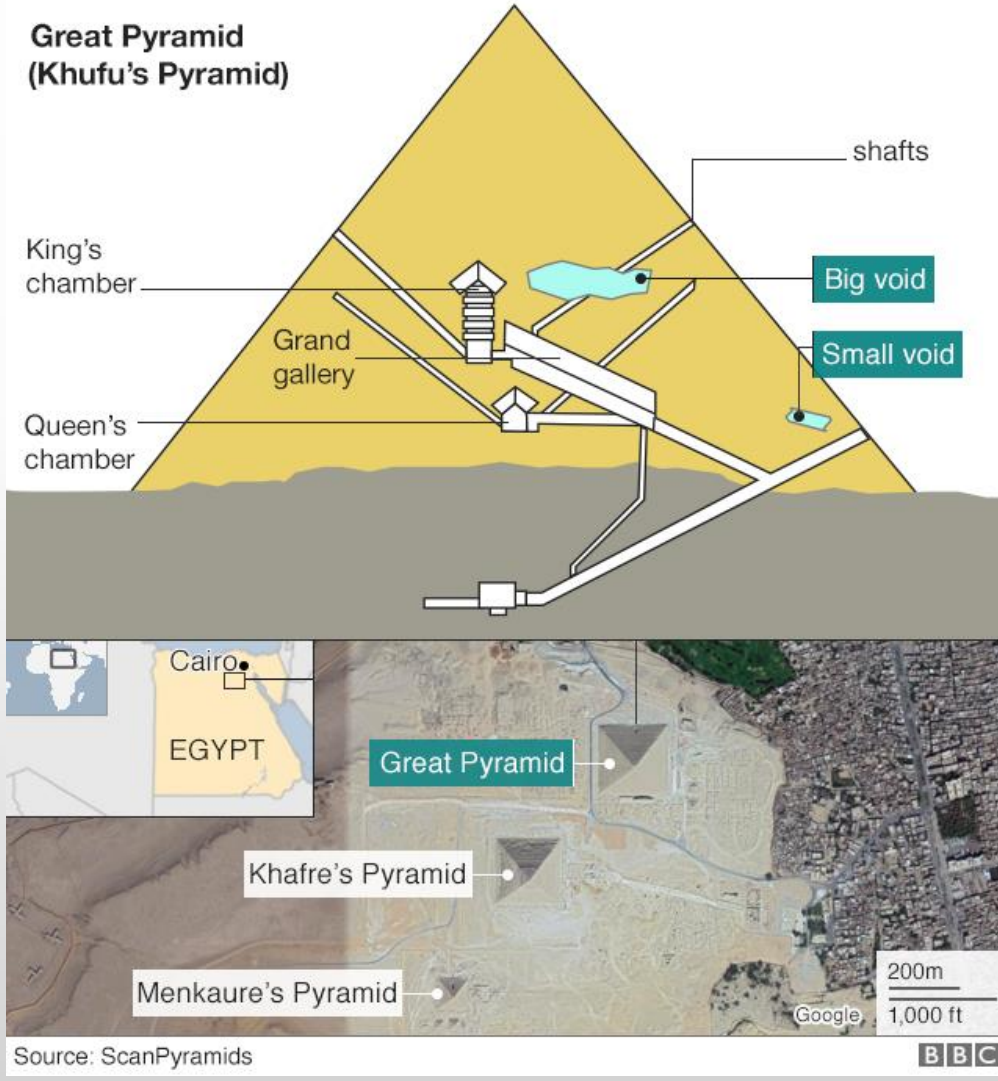 Great Pyramid
(Khufu’s Pyramid)
shafts
King’s
chamber
Big void
Grand
gallery
Small void
Queen’s
chamber
Cairo
EGYPT
Great Pyramid
Khafre’s Pyramid
Menkaure’s Pyramid
200m
Google
1,000 ft
Source: ScanPyramids
BBC